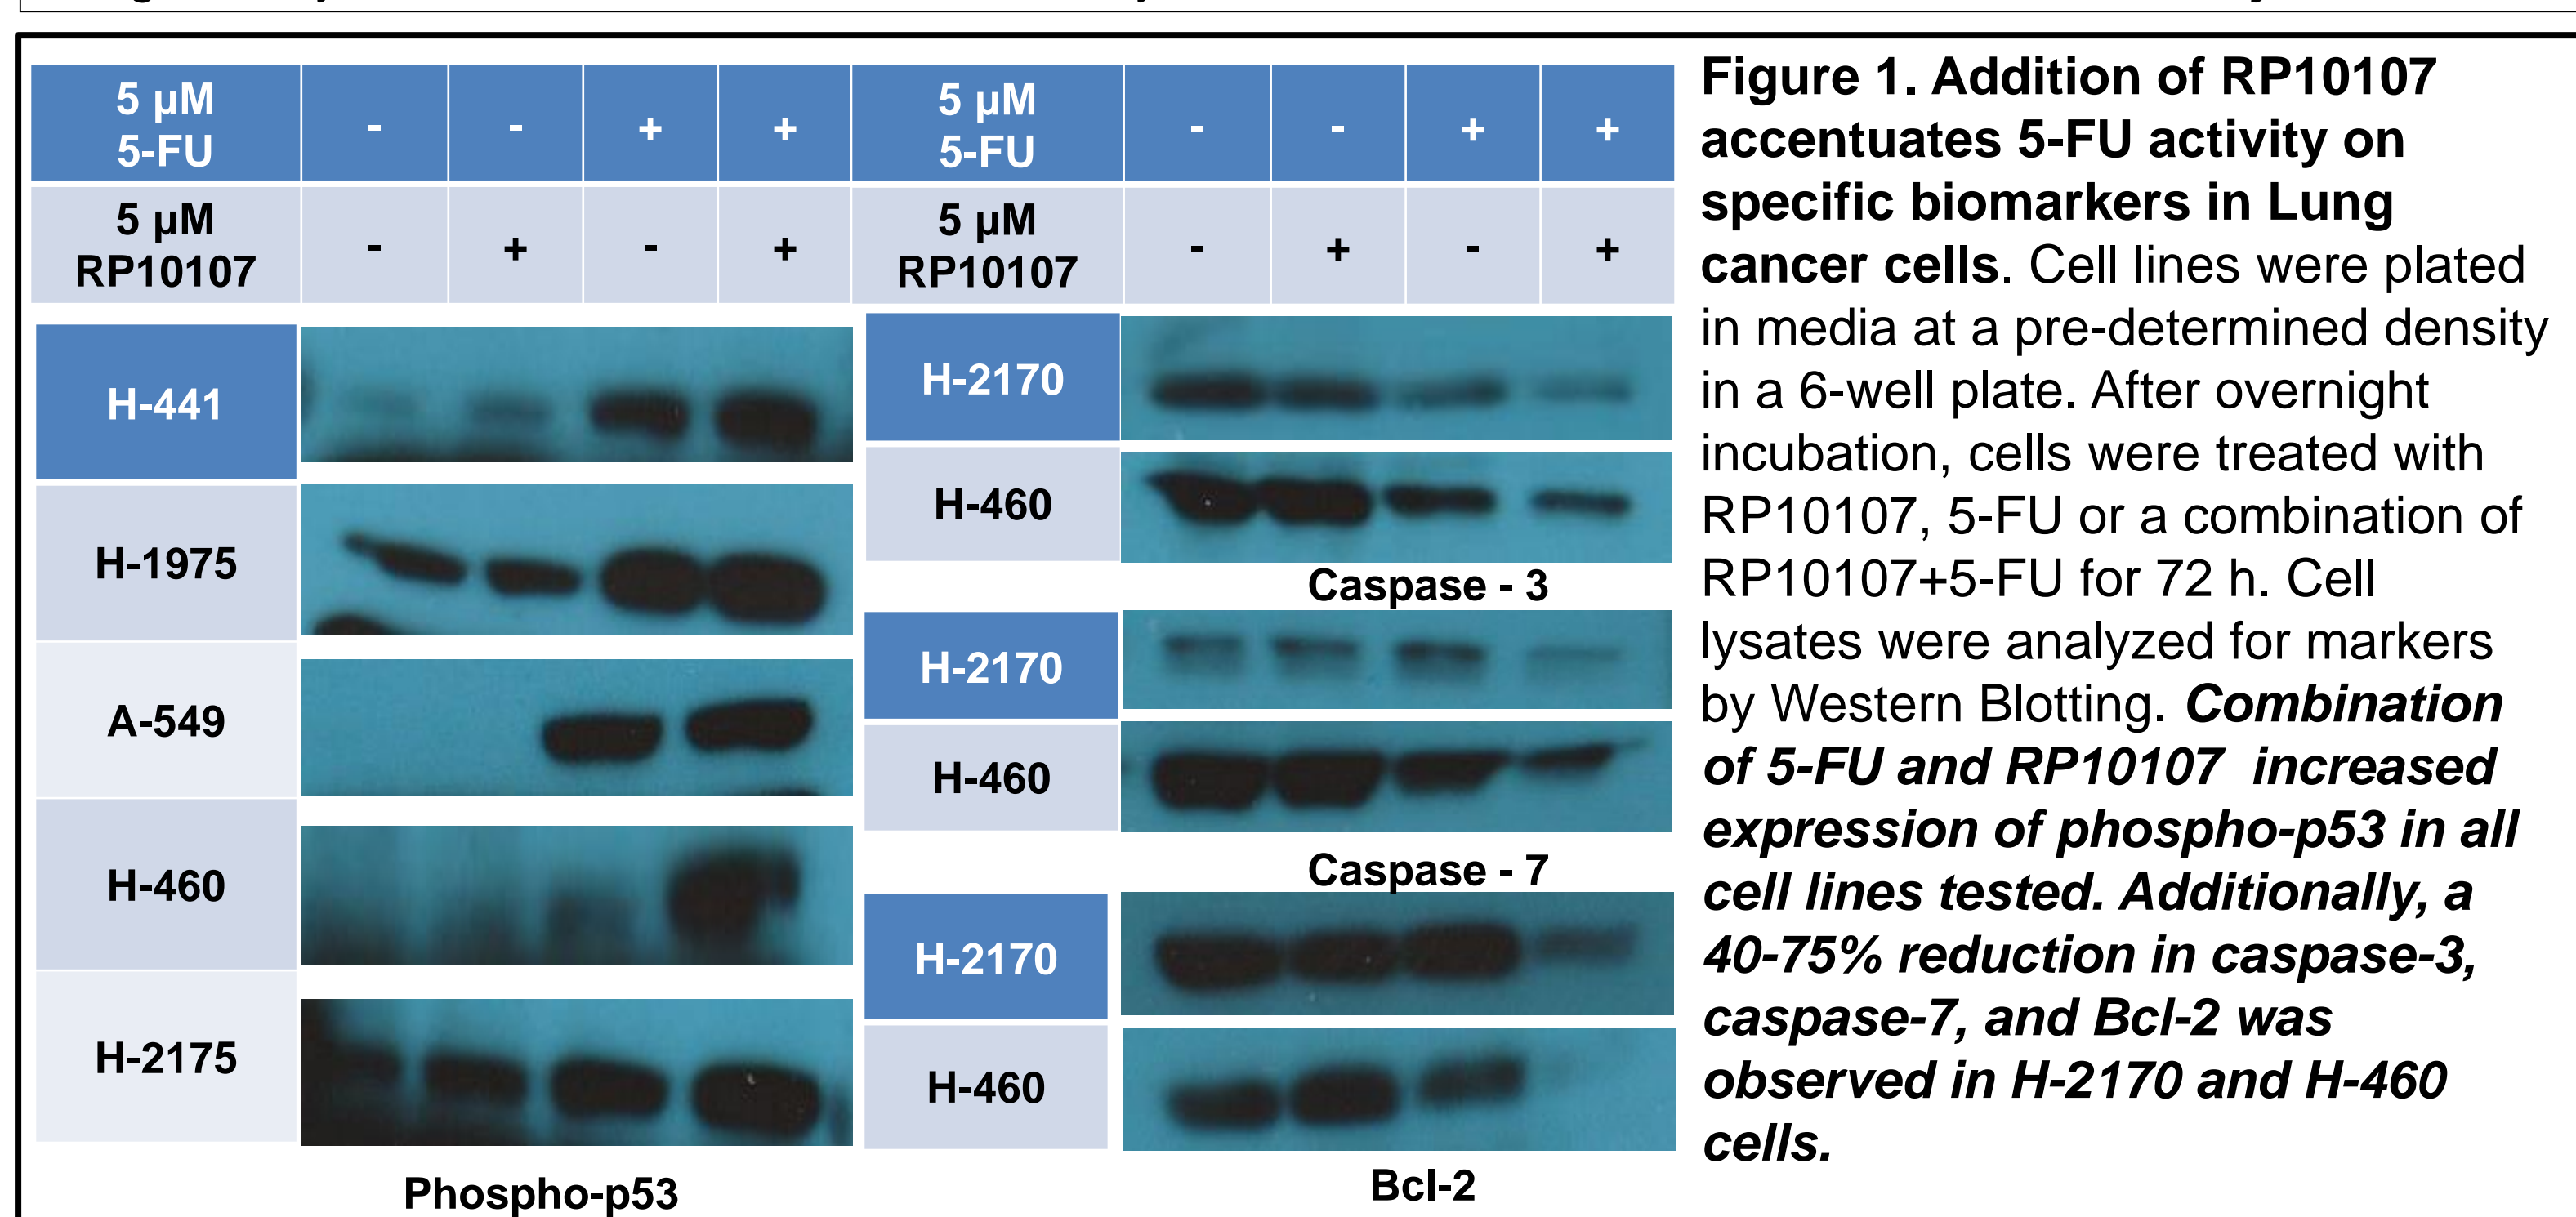 5 µM
5-FU
- - + +
5 µM
5-FU
- - + +
5 µM
RP10107
- + - +
5 µM
RP10107
- + - +
H-441
H-1975
A-549
H-460
H-2175
Phospho-p53
H-2170
H-460
Caspase - 3
H-2170
H-460
Caspase - 7
H-2170
H-460
Bcl-2
Figure 1. Addition of RP10107
accentuates 5-FU activity on
specific biomarkers in Lung
cancer cells. Cell lines were plated
in media at a pre-determined density
in a 6-well plate. After overnight
incubation, cells were treated with
RP10107, 5-FU or a combination of
RP10107+5-FU for 72 h. Cell
lysates were analyzed for markers
by Western Blotting. Combination
of 5-FU and RP10107 increased
expression of phospho-p53 in all
cell lines tested. Additionally, a
40-75% reduction in caspase-3,
caspase-7, and Bcl-2 was
observed in H-2170 and H-460
cells.